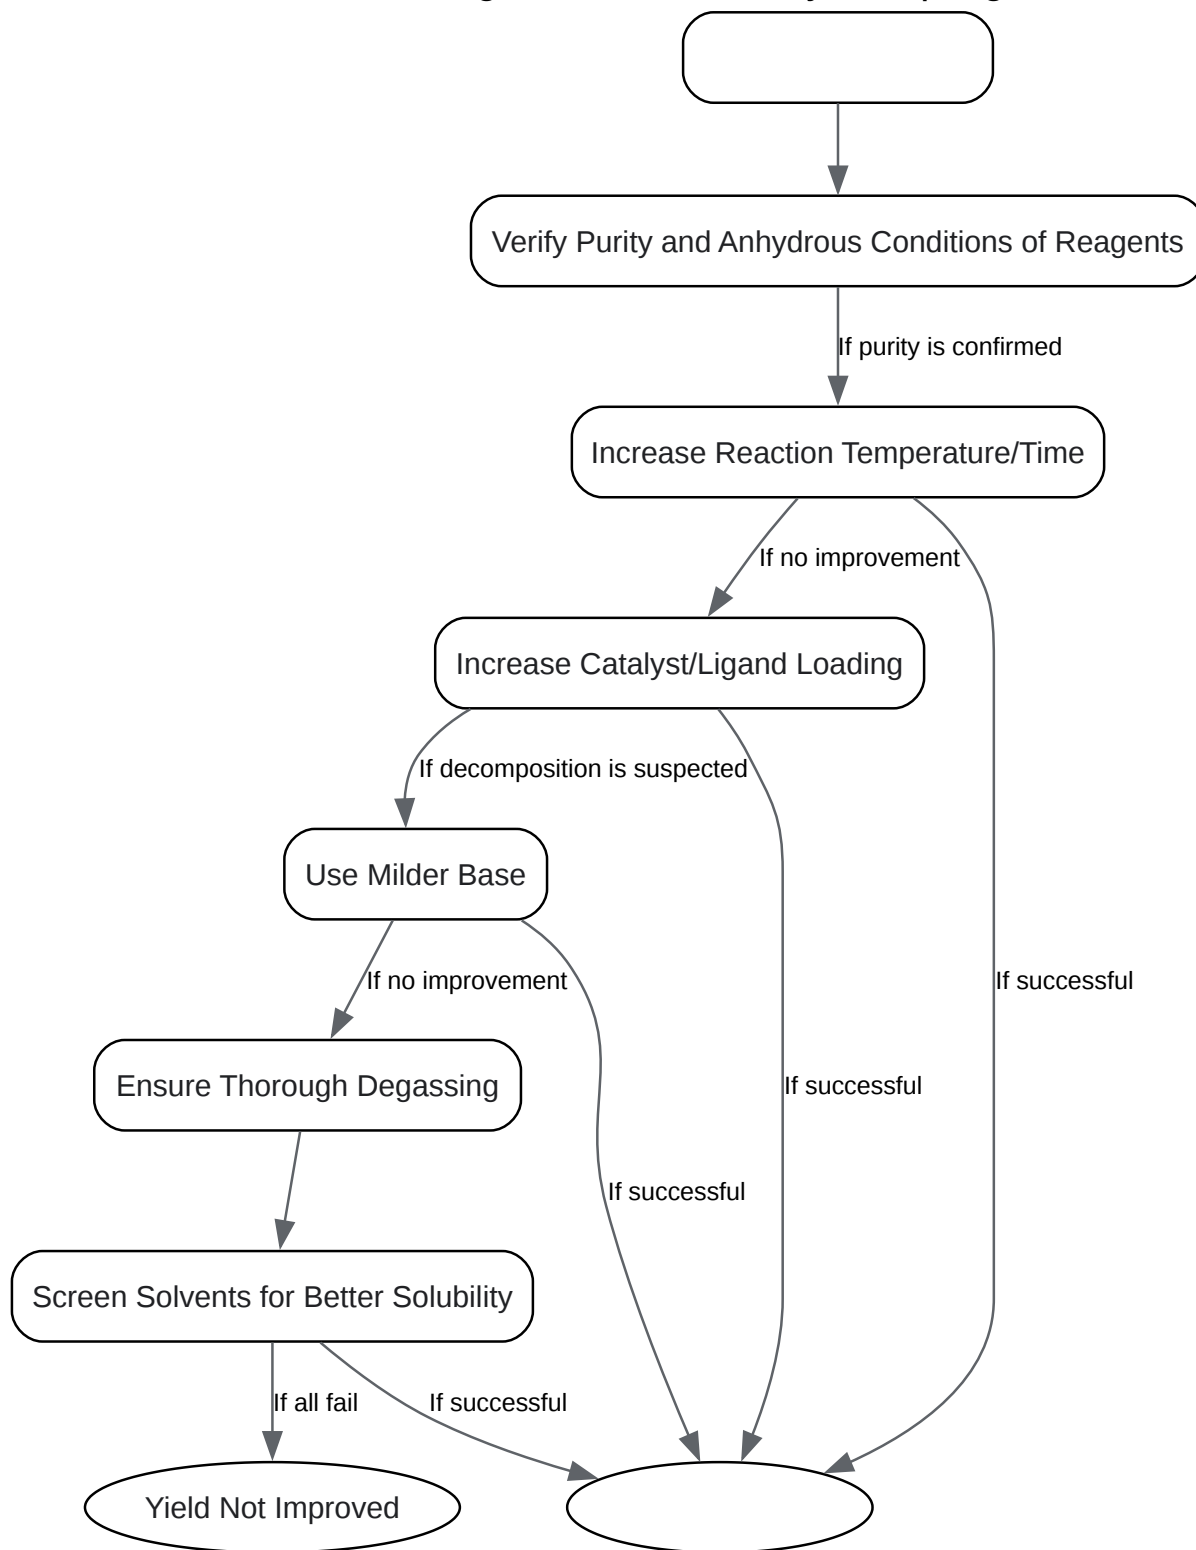 Verify Purity and Anhydrous Conditions of Reagents
If purity is confirmed
Increase Reaction Temperature/Time
If no improvement
Increase Catalyst/Ligand Loading
If decomposition is suspected
Use Milder Base
If no improvement
If successful
Ensure Thorough Degassing
If successful
If successful
Screen Solvents for Better Solubility
If all fail
If successful
Yield Not Improved